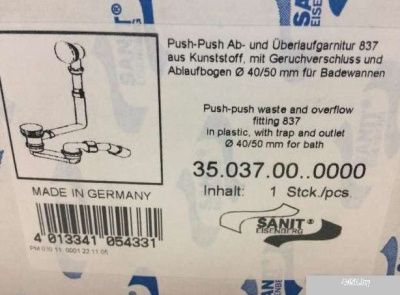 SANIT
EISENBERG
Push-Push Ab- und Überlaufgarnitur 837
aus Kunststoff, mit Geruchverschluss und
Ablaufbogen Ø 40/50 mm für Badewannen
Push-push waste and overflow
fitting 837
in plastic, with trap and outlet
Ø 40/50 mm for bath
35.037.00..0000
Inhalt: 1 Stck./pcs.
MADE IN GERMANY
SANIT®
EISENBERG
4 013341 054331